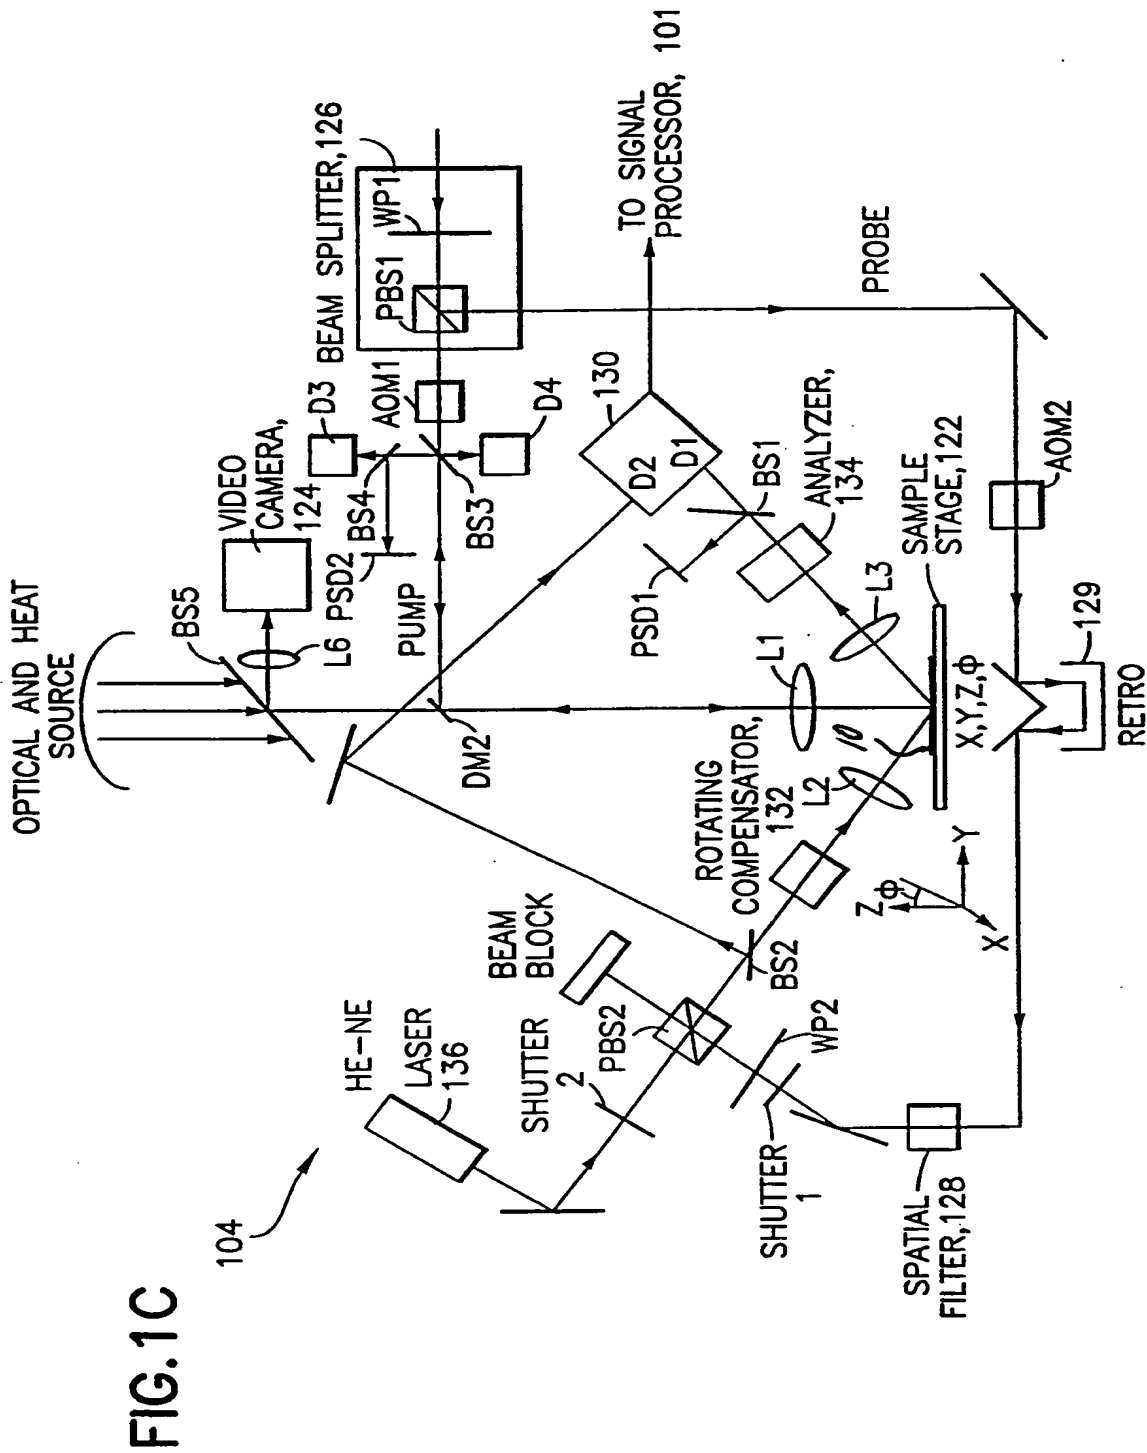 FIG.1C
104
OPTICAL AND HEAT
SOURCE
BS5
VIDEO
CAMERA,
124
L6
D3
BEAM SPLITTER,126
PBS1
WP1
AOM1
BS4
PSD2
BS3
D4
PUMP
DM2
TO SIGNAL
PROCESSOR, 101
130
D2
D1
PROBE
BS1
PSD1
ANALYZER,
134
L1
L3
SAMPLE
STAGE,122
AOM2
HE-NE
LASER
136
BEAM
BLOCK
SHUTTER
2
PBS2
BS2
ROTATING
COMPENSATOR,
132
L2
10
X,Y,Z,ϕ
Z
ϕ
Y
X
129
RETRO
WP2
SHUTTER
1
SPATIAL
FILTER,128